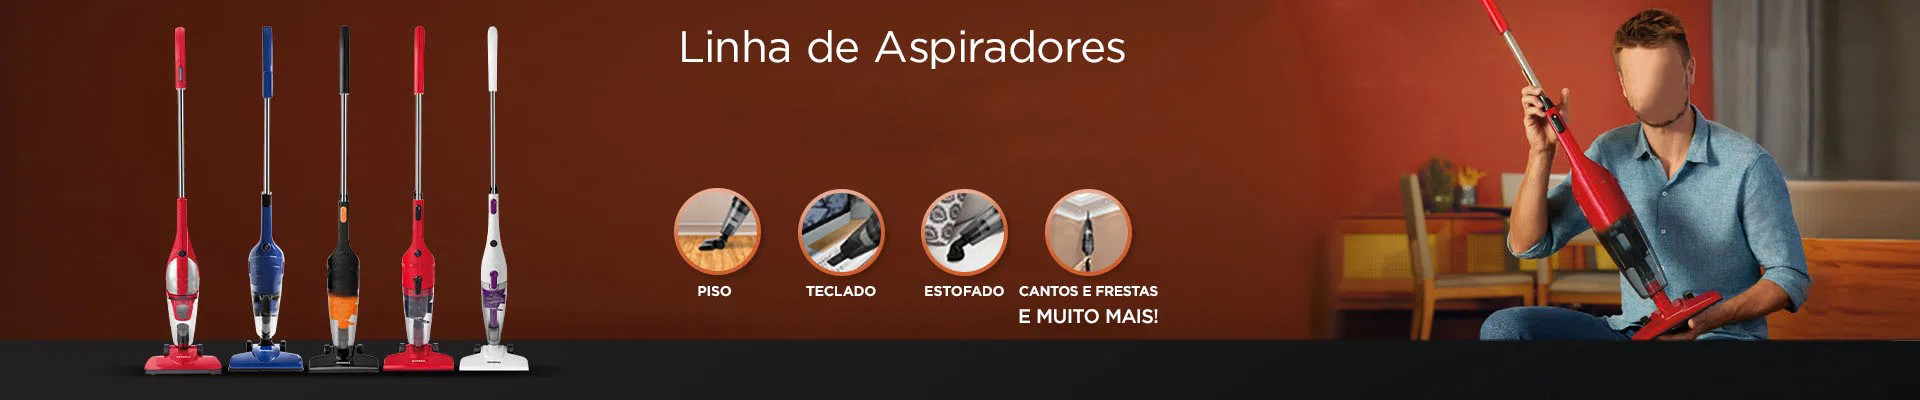 Linha de Aspiradores
PISO
TECLADO
ESTOFADO
CANTOS E FRESTAS
E MUITO MAIS!